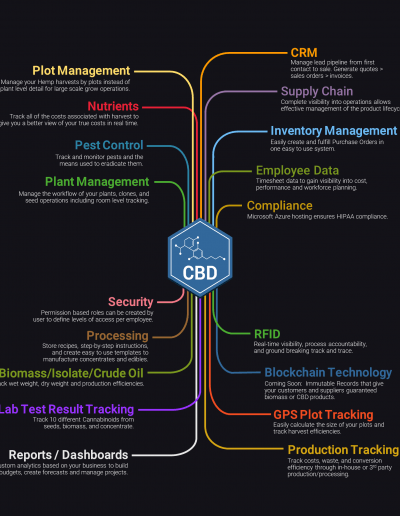 Plot Management
Manage your Hemp harvests by plots instead of
plant level detail for large scale grow operations.
Nutrients
Track all of the costs associated with harvest to
give you a better view of your true costs in real time.
Pest Control
Track and monitor pests and the
means used to eradicate them.
Plant Management
Manage the workflow of your plants, clones, and
seed operations including room level tracking.
CRM
Manage lead pipeline from first
contact to sale. Generate quotes >
sales orders > invoices.
Supply Chain
Complete visibility into operations allows
effective management of the product lifecyc
Inventory Management
Easily create and fulfill Purchase Orders in
one easy to use system.
Employee Data
Timesheet data to gain visibility into cost,
performance and workforce planning.
Compliance
Microsoft Azure hosting ensures HIPAA compliance.
CBD
Security
Permission based roles can be created by
user to define levels of access per employee.
Processing
Store recipes, step-by-step instructions,
and create easy to use templates to
manufacture concentrates and edibles.
Biomass/Isolate/Crude Oil
ck wet weight, dry weight and production efficiencies.
Lab Test Result Tracking
Track 10 different Cannabinoids from
seeds, biomass, and concentrate.
Reports / Dashboards
ustom analytics based on your business to build
budgets, create forecasts and manage projects.
RFID
Real-time visibility, process accountability,
and ground breaking track and trace.
Blockchain Technology
Coming Soon: Immutable Records that give
your customers and suppliers guaranteed
biomass or CBD products.
GPS Plot Tracking
Easily calculate the size of your plots and
track harvest efficiencies.
Production Tracking
Track costs, waste, and conversion
efficiency through in-house or 3rd party
production/processing.